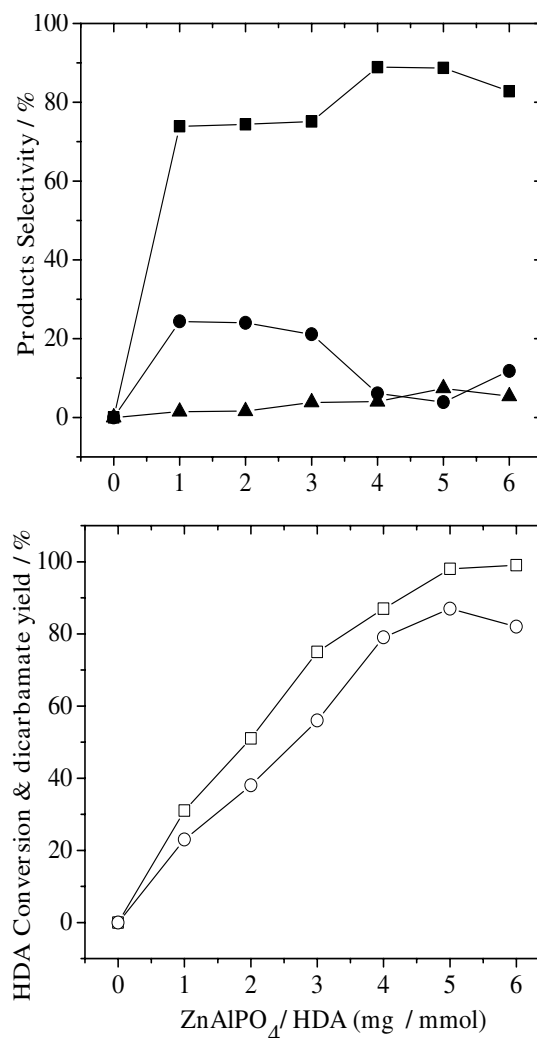 100
80
60
40
20
0
Products Selectivity / %
0 1 2 3 4 5 6
100
80
60
40
20
0
HDA Conversion & dicarbamate yield / %
0 1 2 3 4 5 6
ZnAlPO₄/ HDA (mg / mmol)